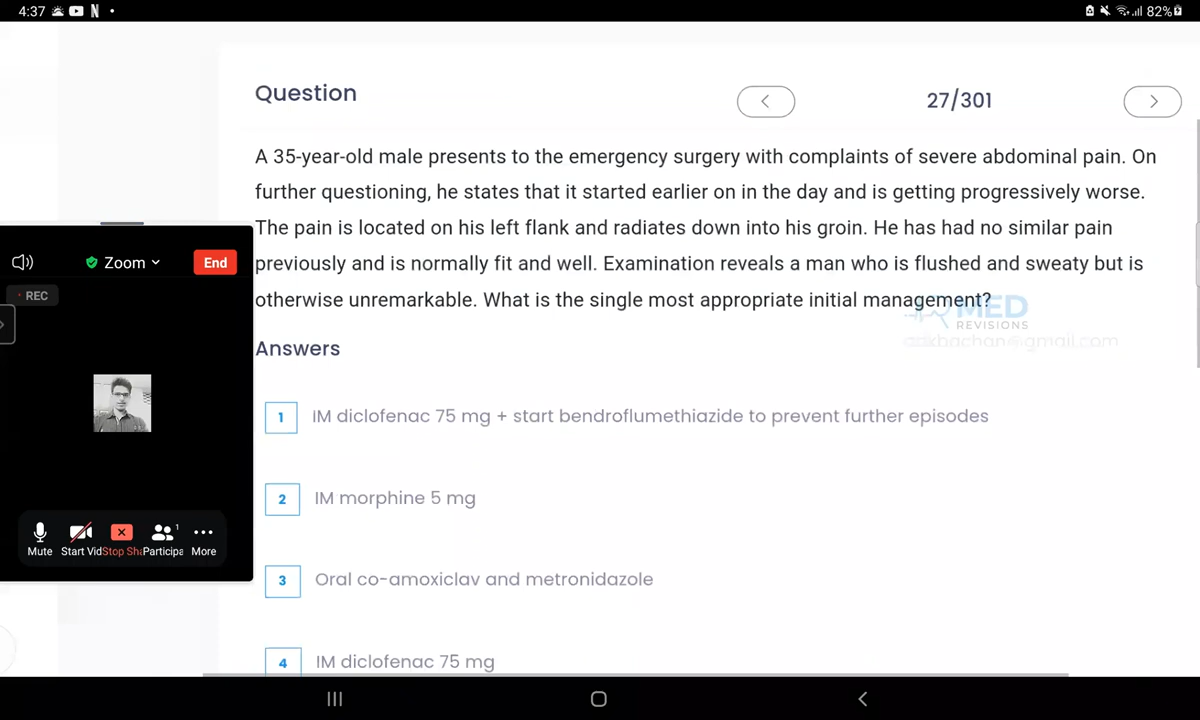 4:37
82%
Question
27/301
A 35-year-old male presents to the emergency surgery with complaints of severe abdominal pain. On
further questioning, he states that it started earlier on in the day and is getting progressively worse.
The pain is located on his left flank and radiates down into his groin. He has had no similar pain
previously and is normally fit and well. Examination reveals a man who is flushed and sweaty but is
otherwise unremarkable. What is the single most appropriate initial management?
MED
REVISIONS
Answers
1 IM diclofenac 75 mg + start bendroflumethiazide to prevent further episodes
2 IM morphine 5 mg
3 Oral co-amoxiclav and metronidazole
4 IM diclofenac 75 mg
Zoom
End
REC
1
Mute Start Vid Stop Sha Participa More